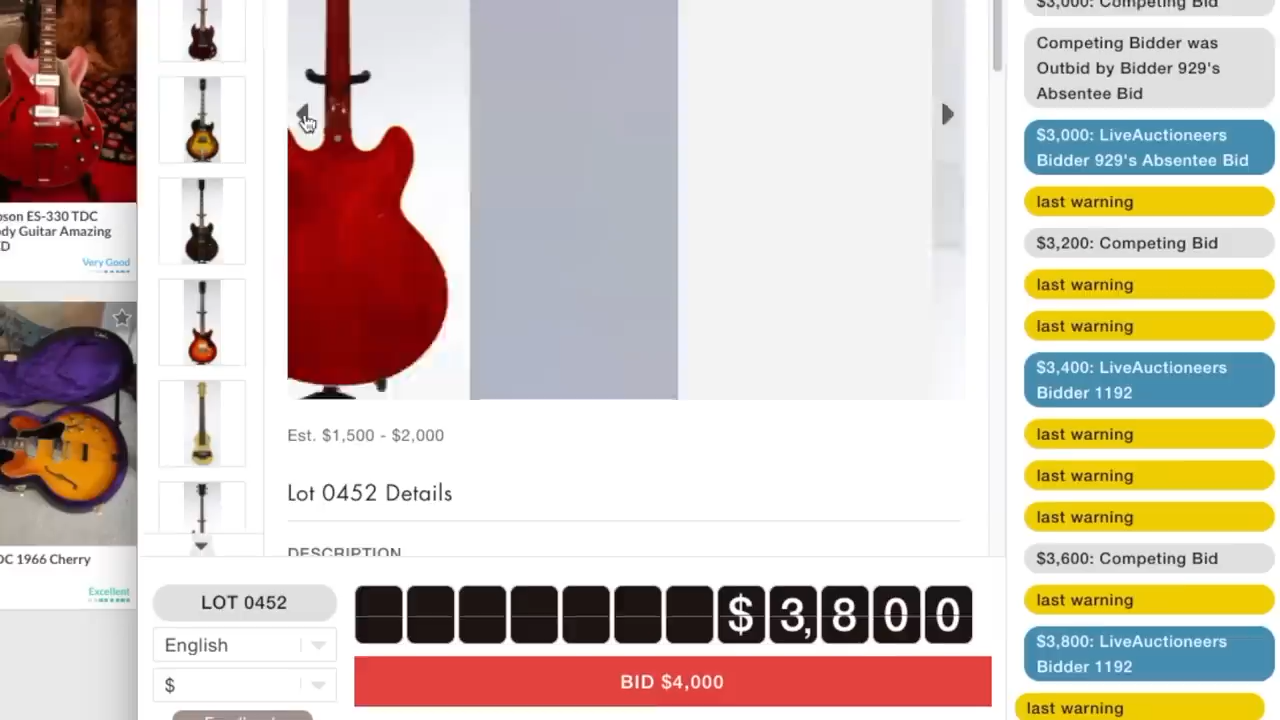 son ES-330 TDC
dy Guitar Amazing
D
Very Good
DC 1966 Cherry
Excellent
Est. $1,500 - $2,000
Lot 0452 Details
DESCRIPTION
LOT 0452
English
$
$3,800
BID $4,000
$3,000: Competing Bid
Competing Bidder was
Outbid by Bidder 929's
Absentee Bid
$3,000: LiveAuctioneers
Bidder 929's Absentee Bid
last warning
$3,200: Competing Bid
last warning
last warning
$3,400: LiveAuctioneers
Bidder 1192
last warning
last warning
last warning
$3,600: Competing Bid
last warning
$3,800: LiveAuctioneers
Bidder 1192
last warning